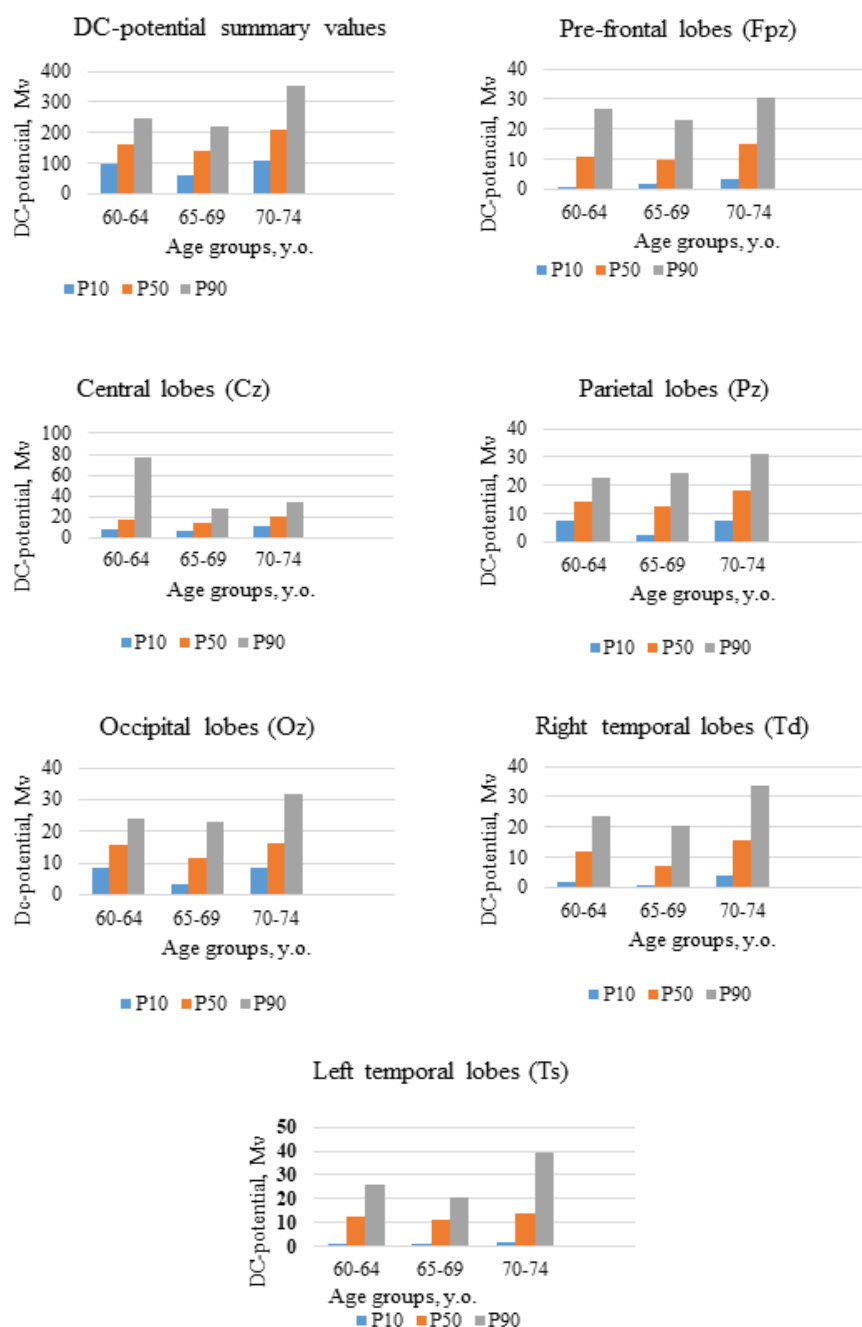 DC-potential summary values
DC-potencial, Mv
400
300
200
100
0
60-64 65-69 70-74
Age groups, y.o.
P10 P50 P90
Pre-frontal lobes (Fpz)
DC-potential, Mv
40
30
20
10
0
60-64 65-69 70-74
Age groups, y.o.
P10 P50 P90
Central lobes (Cz)
DC-potential, Mv
100
80
60
40
20
0
60-64 65-69 70-74
Age groups, y.o.
P10 P50 P90
Parietal lobes (Pz)
DC-potential, Mv
40
30
20
10
0
60-64 65-69 70-74
Age groups, y.o.
P10 P50 P90
Occipital lobes (Oz)
Dc-potential, Mv
40
30
20
10
0
60-64 65-69 70-74
Age groups, y.o.
P10 P50 P90
Right temporal lobes (Td)
DC-potential, Mv
40
30
20
10
0
60-64 65-69 70-74
Age groups, y.o.
P10 P50 P90
Left temporal lobes (Ts)
DC-potential, Mv
50
40
30
20
10
0
60-64 65-69 70-74
Age groups, y.o.
P10 P50 P90